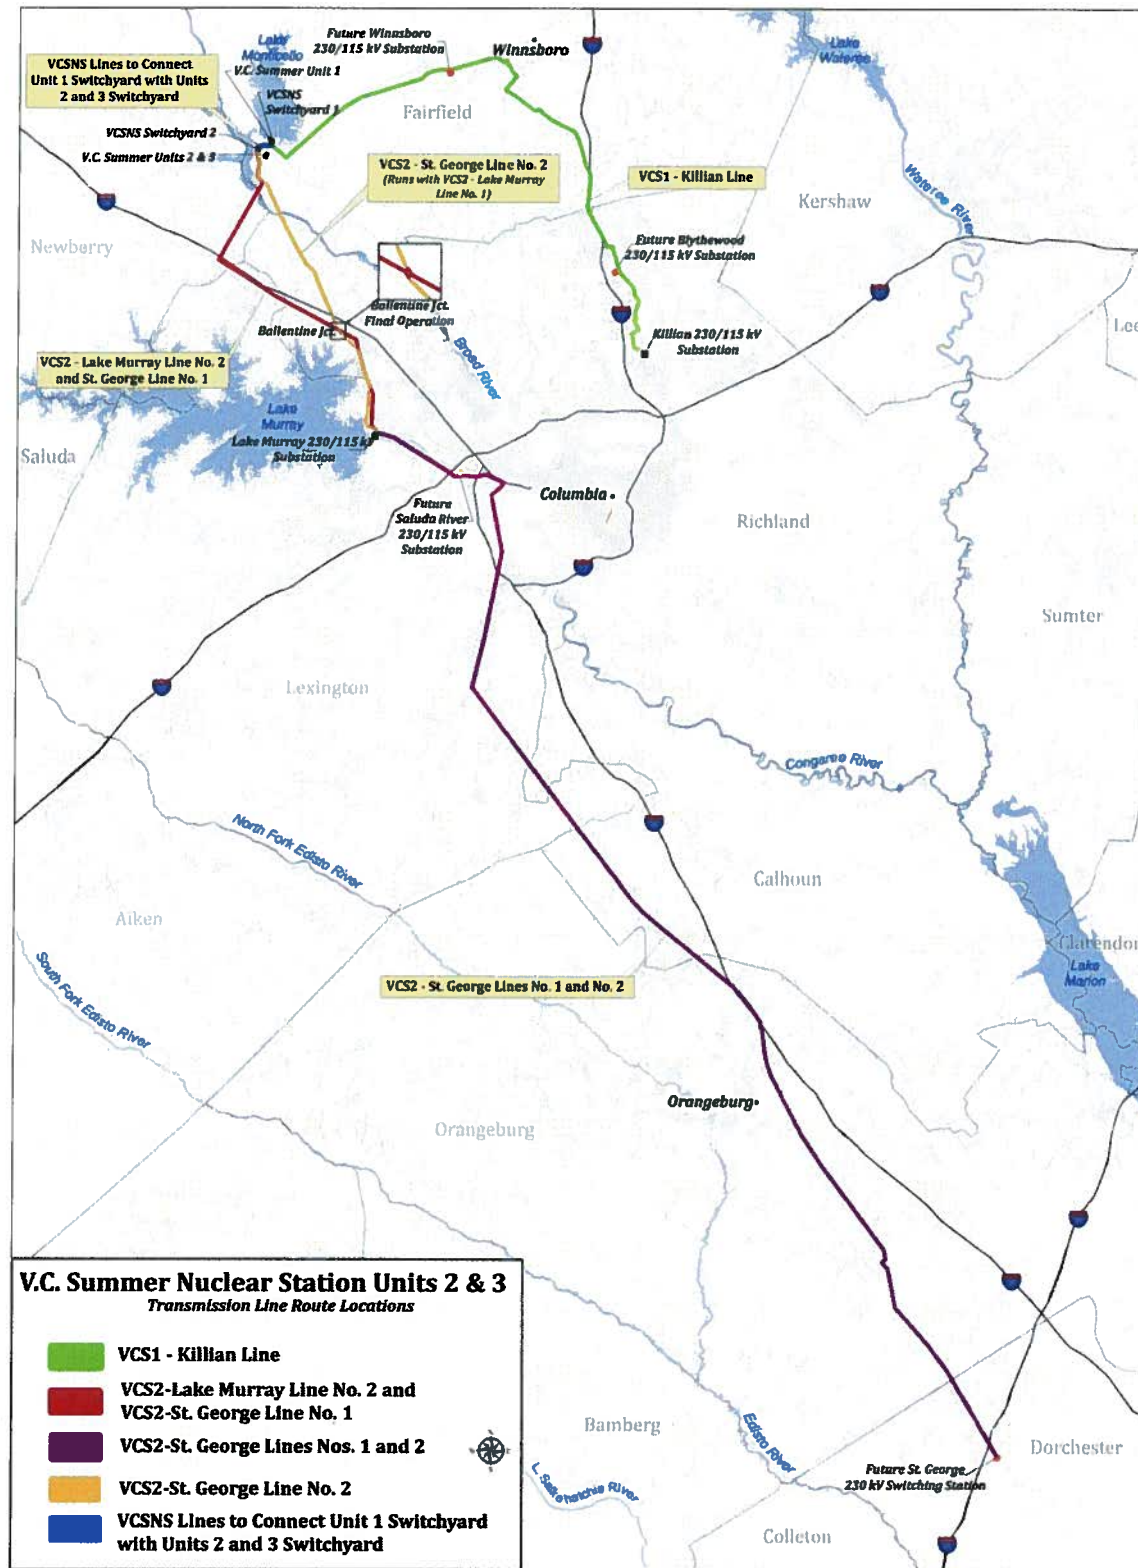 Future Winnsboro
230/115 kV Substation
Winnsboro
Lake
Monticello
V.C. Summer Unit 1
VCSNS Lines to Connect
Unit 1 Switchyard with Units
2 and 3 Switchyard
VCSNS
Switchyard 1
Lake
Wateree
Fairfield
VCSNS Switchyard 2
V.C. Summer Units 2 & 3
VCS2 - St. George Line No. 2
(Runs with VCS2 - Lake Murray
Line No. 1)
VCS1 - Killian Line
Wateree River
Kershaw
Newberry
Future Blythewood
230/115 kV Substation
Ballentine Jct.
Final Operation
Ballentine Jct.
Broad River
Killian 230/115 kV
Substation
Lee
VCS2 - Lake Murray Line No. 2
and St. George Line No. 1
Lake
Murray
Lake Murray 230/115 kV
Substation
Saluda
Columbia
Future
Saluda River
230/115 kV
Substation
Richland
Sumter
Lexington
Congaree River
North Fork Edisto River
Calhoun
Aiken
Clarendon
Lake
Marion
South Fork Edisto River
VCS2 - St. George Lines No. 1 and No. 2
Orangeburg
Orangeburg
V.C. Summer Nuclear Station Units 2 & 3
Transmission Line Route Locations
VCS1 - Killian Line
VCS2-Lake Murray Line No. 2 and
VCS2-St. George Line No. 1
VCS2-St. George Lines Nos. 1 and 2
VCS2-St. George Line No. 2
VCSNS Lines to Connect Unit 1 Switchyard
with Units 2 and 3 Switchyard
Bamberg
Edisto River
Dorchester
Future St. George
230 kV Switching Station
L. Salkehatchie River
Colleton